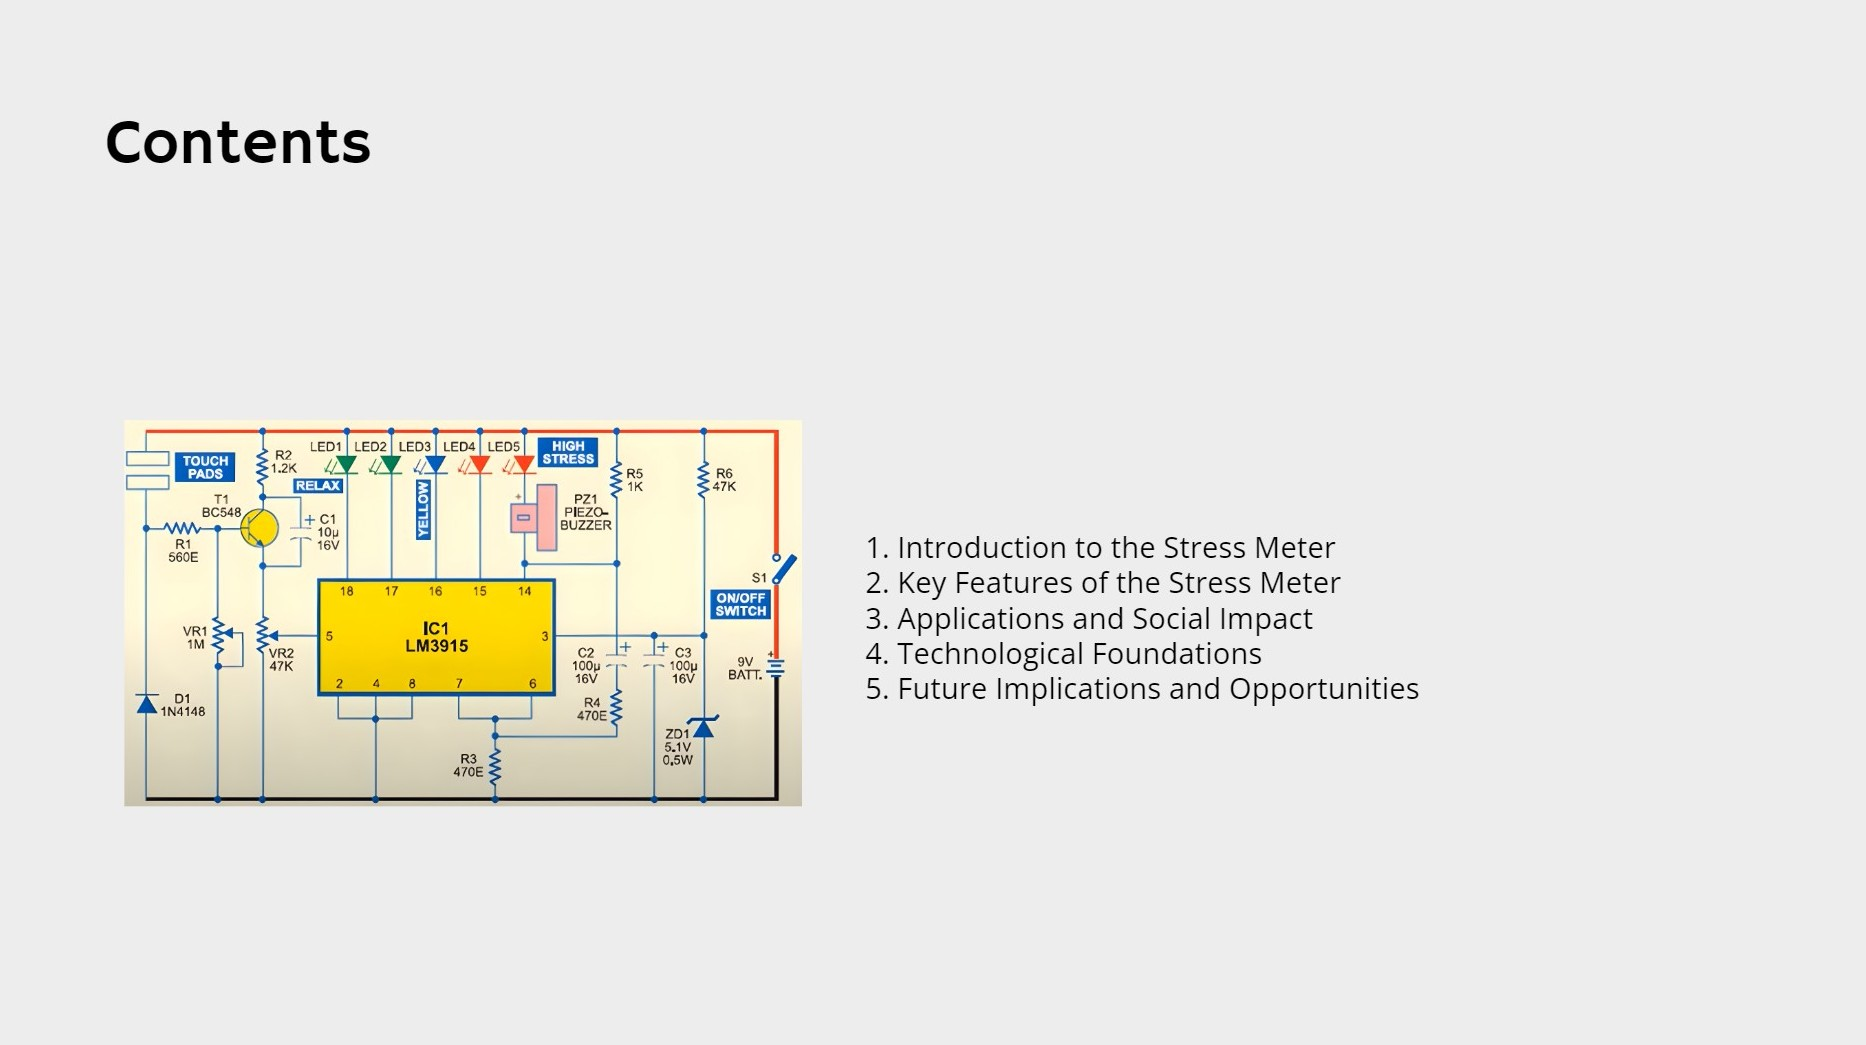 Contents
TOUCH
PADS
R2
1.2K
LED1
LED2
LED3
LED4
LED5
HIGH
STRESS
RELAX
YELLOW
T1
BC548
R1
560E
+ C1
10µ
16V
+
PZ1
PIEZO-
BUZZER
R5
1K
R6
47K
S1
ON/OFF
SWITCH
18
17
16
15
14
5
IC1
LM3915
3
2
4
8
7
6
VR1
1M
VR2
47K
D1
1N4148
C2
100µ
16V
+
C3
100µ
16V
+
9V
BATT.
+
R4
470E
R3
470E
ZD1
5.1V
0.5W
1. Introduction to the Stress Meter
2. Key Features of the Stress Meter
3. Applications and Social Impact
4. Technological Foundations
5. Future Implications and Opportunities